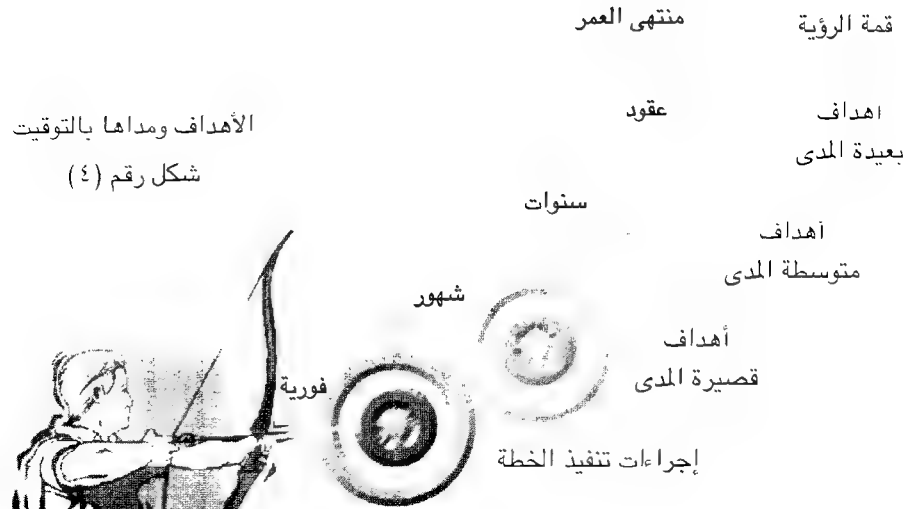 قمة الرؤية
منتهى العمر
اهداف
بعيدة المدى
عقود
الأهداف ومداها بالتوقيت
شكل رقم (٤)
سنوات
أهداف
متوسطة المدى
شهور
أهداف
قصيرة المدى
فورية
إجراءات تنفيذ الخطة